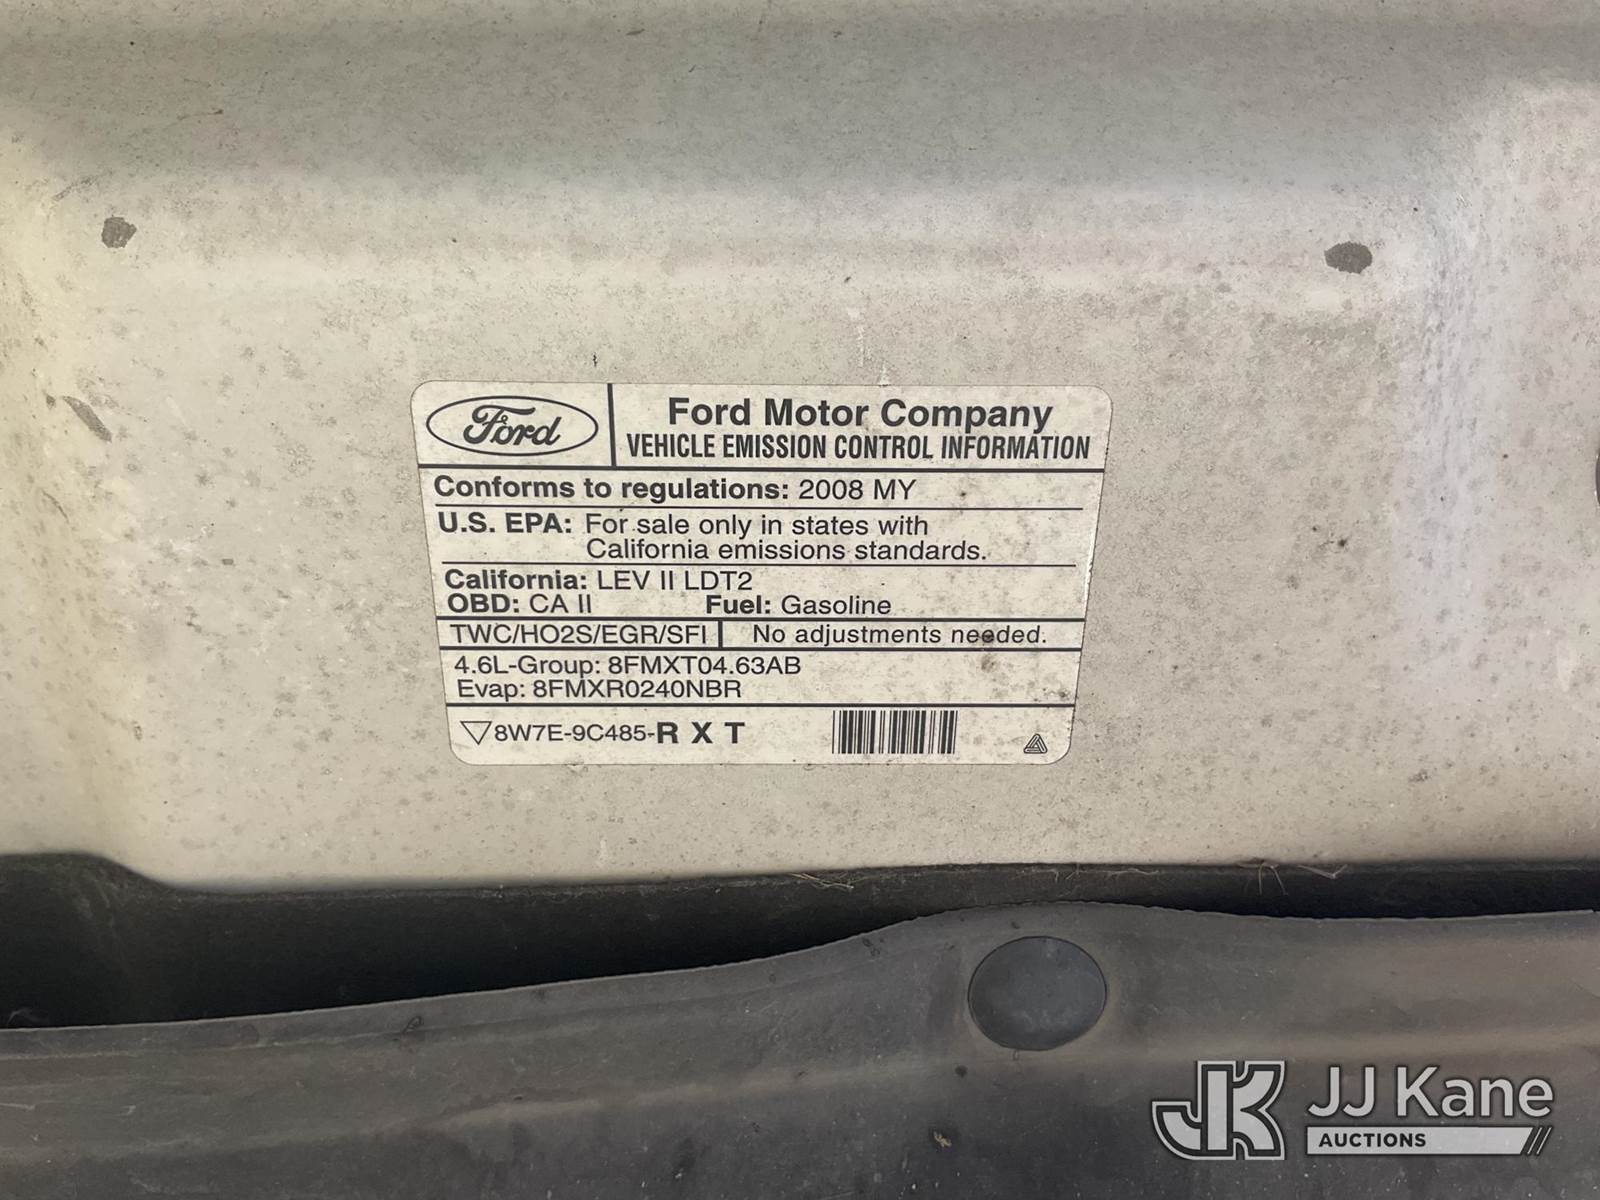 Ford
Ford Motor Company
VEHICLE EMISSION CONTROL INFORMATION
Conforms to regulations: 2008 MY
U.S. EPA: For sale only in states with
California emissions standards.
California: LEV II LDT2
OBD: CA II Fuel: Gasoline
TWC/HO2S/EGR/SFI No adjustments needed.
4.6L-Group: 8FMXT04.63AB
Evap: 8FMXR0240NBR
8W7E-9C485-R X T
JK JJ Kane
AUCTIONS